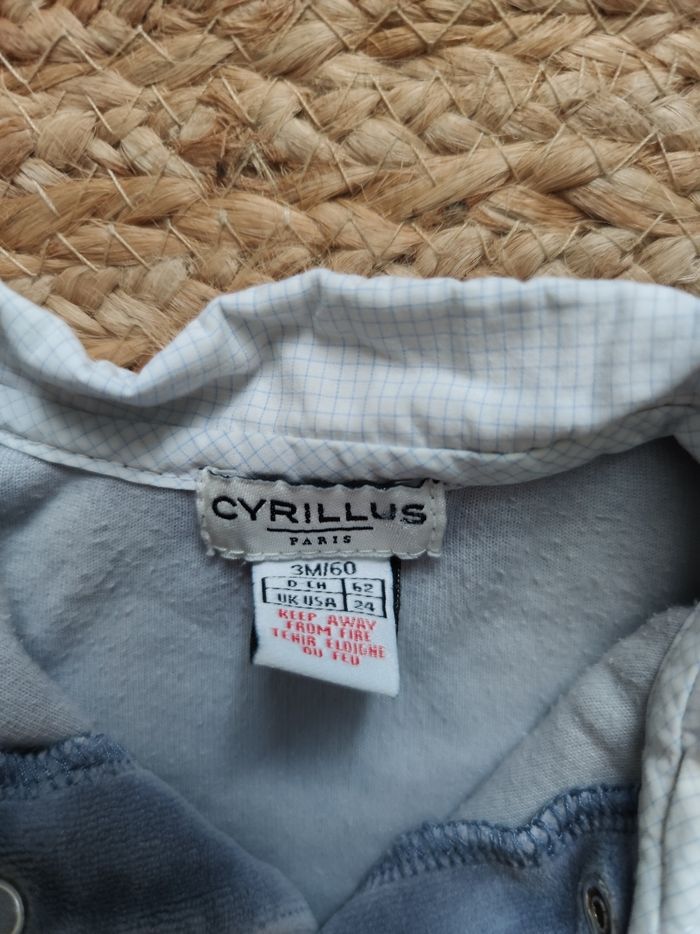 CYRILLUS
PARIS
3M/60
D CH 62
UK USA 24
KEEP AWAY
FROM FIRE
TENIR ELOIGNE
DU FEU